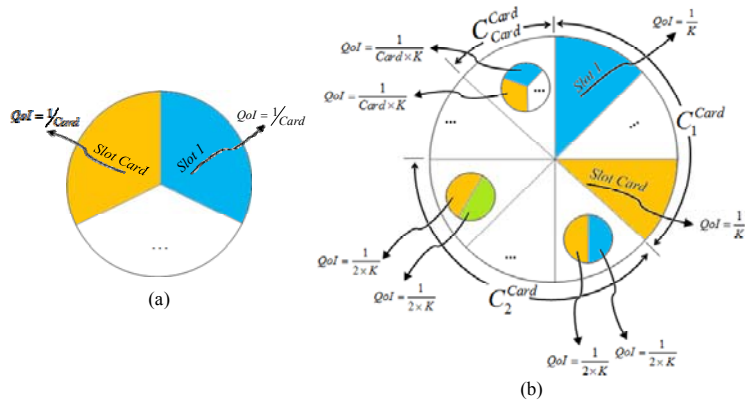 QoI = 1/Card
Slot Card
Slot 1
QoI = 1/Card
...
(a)
C_Card^Card
QoI = 1/K
QoI = 1/(Card×K)
Slot 1
...
QoI = 1/(Card×K)
...
...
C_1^Card
Slot Card
QoI = 1/K
QoI = 1/(2×K)
...
QoI = 1/(2×K)
C_2^Card
QoI = 1/(2×K)
QoI = 1/(2×K)
(b)